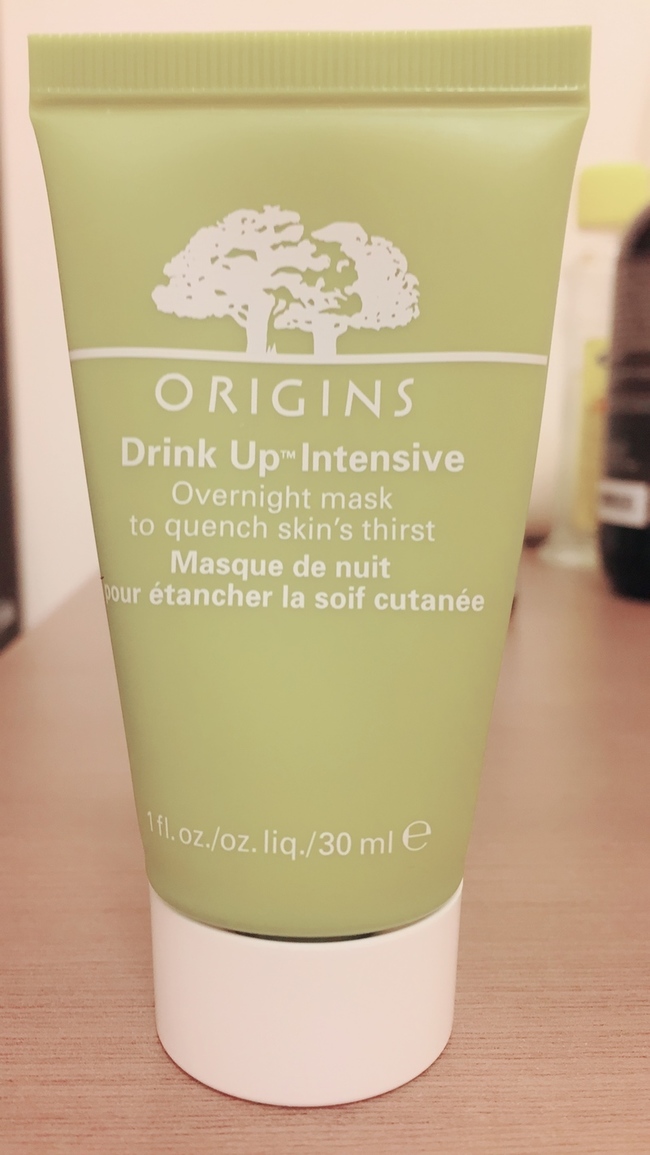 ORIGINS
Drink Up™ Intensive
Overnight mask
to quench skin's thirst
Masque de nuit
pour étancher la soif cutanée
1 fl. oz./oz. liq./30 ml ℮